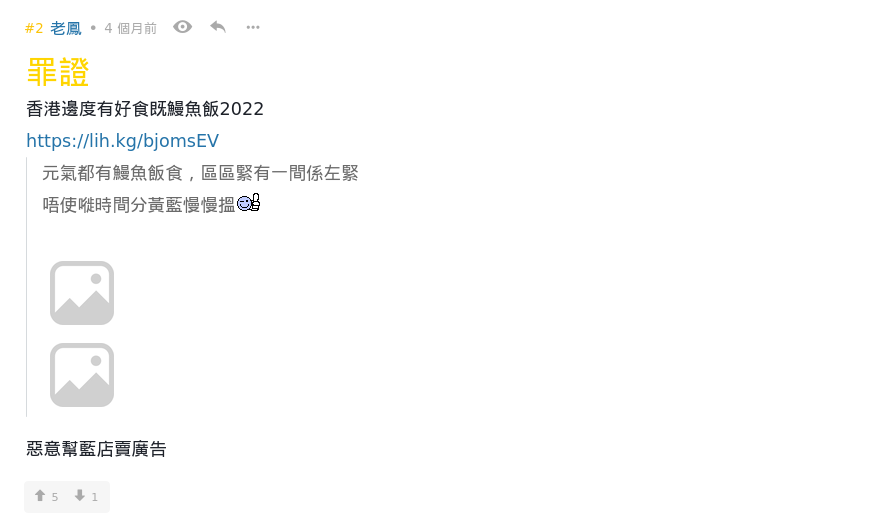 #2 老鳳 • 4 個月前
罪證
香港邊度有好食既鰻魚飯2022
https://lih.kg/bjomsEV
元氣都有鰻魚飯食，區區緊有一間係左緊
唔使嘥時間分黃藍慢慢搵
惡意幫藍店賣廣告
5 1